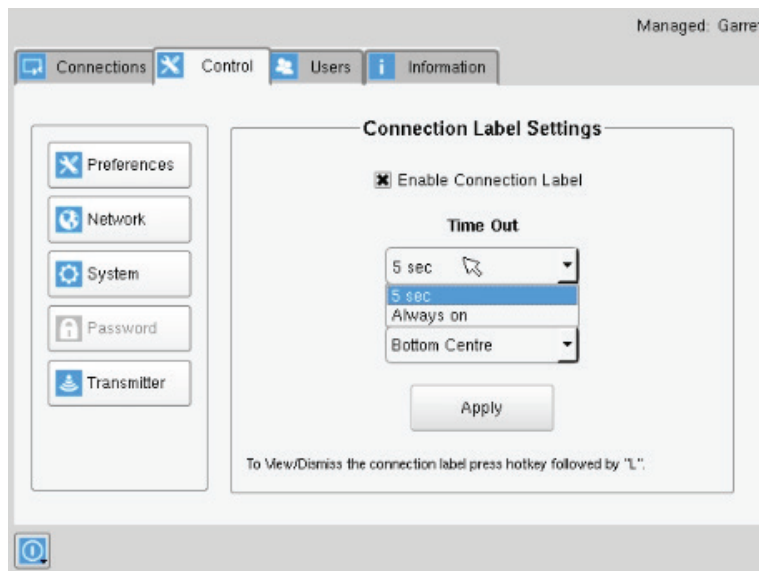 Managed: Garre
Connections
Control
Users
Information
Preferences
Network
System
Password
Transmitter
Connection Label Settings
Enable Connection Label
Time Out
5 sec
5 sec
Always on
Bottom Centre
Apply
To View/Dismiss the connection label press hotkey followed by "L".